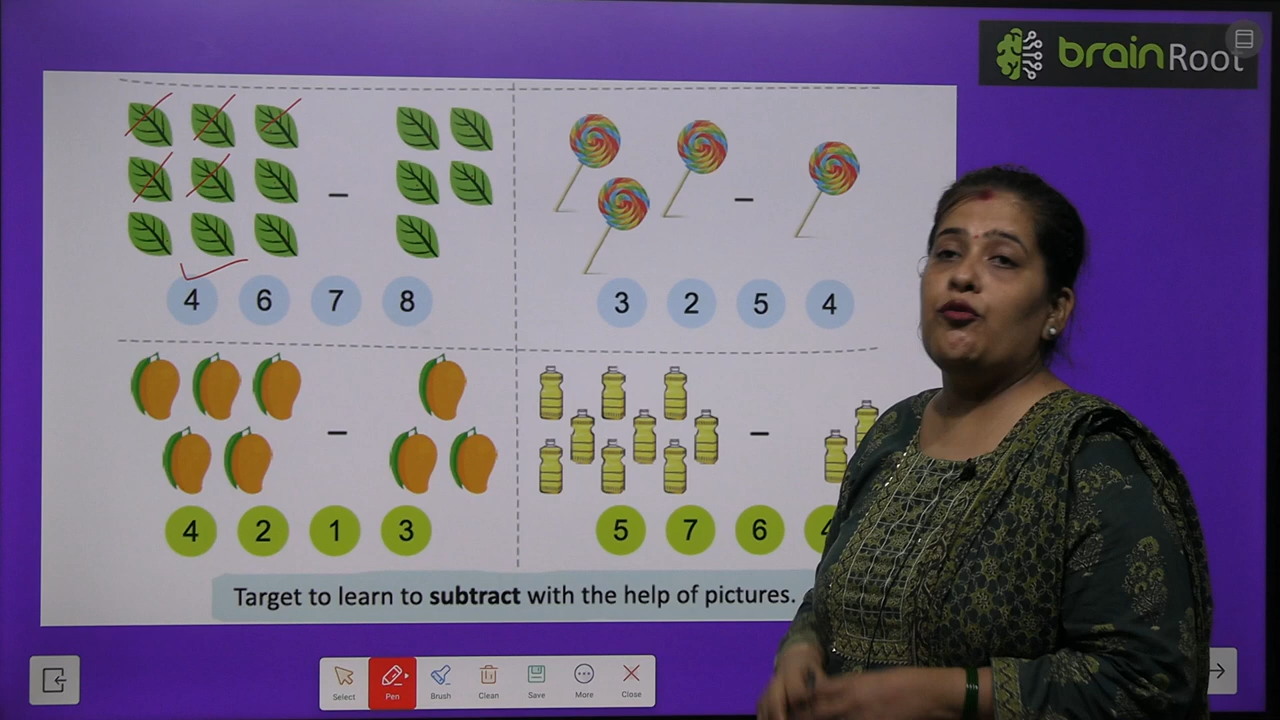 brainRoot
4 6 7 8
3 2 5 4
4 2 1 3
5 7 6 4
Target to learn to subtract with the help of pictures.
Select Pen Brush Clean Save More Close